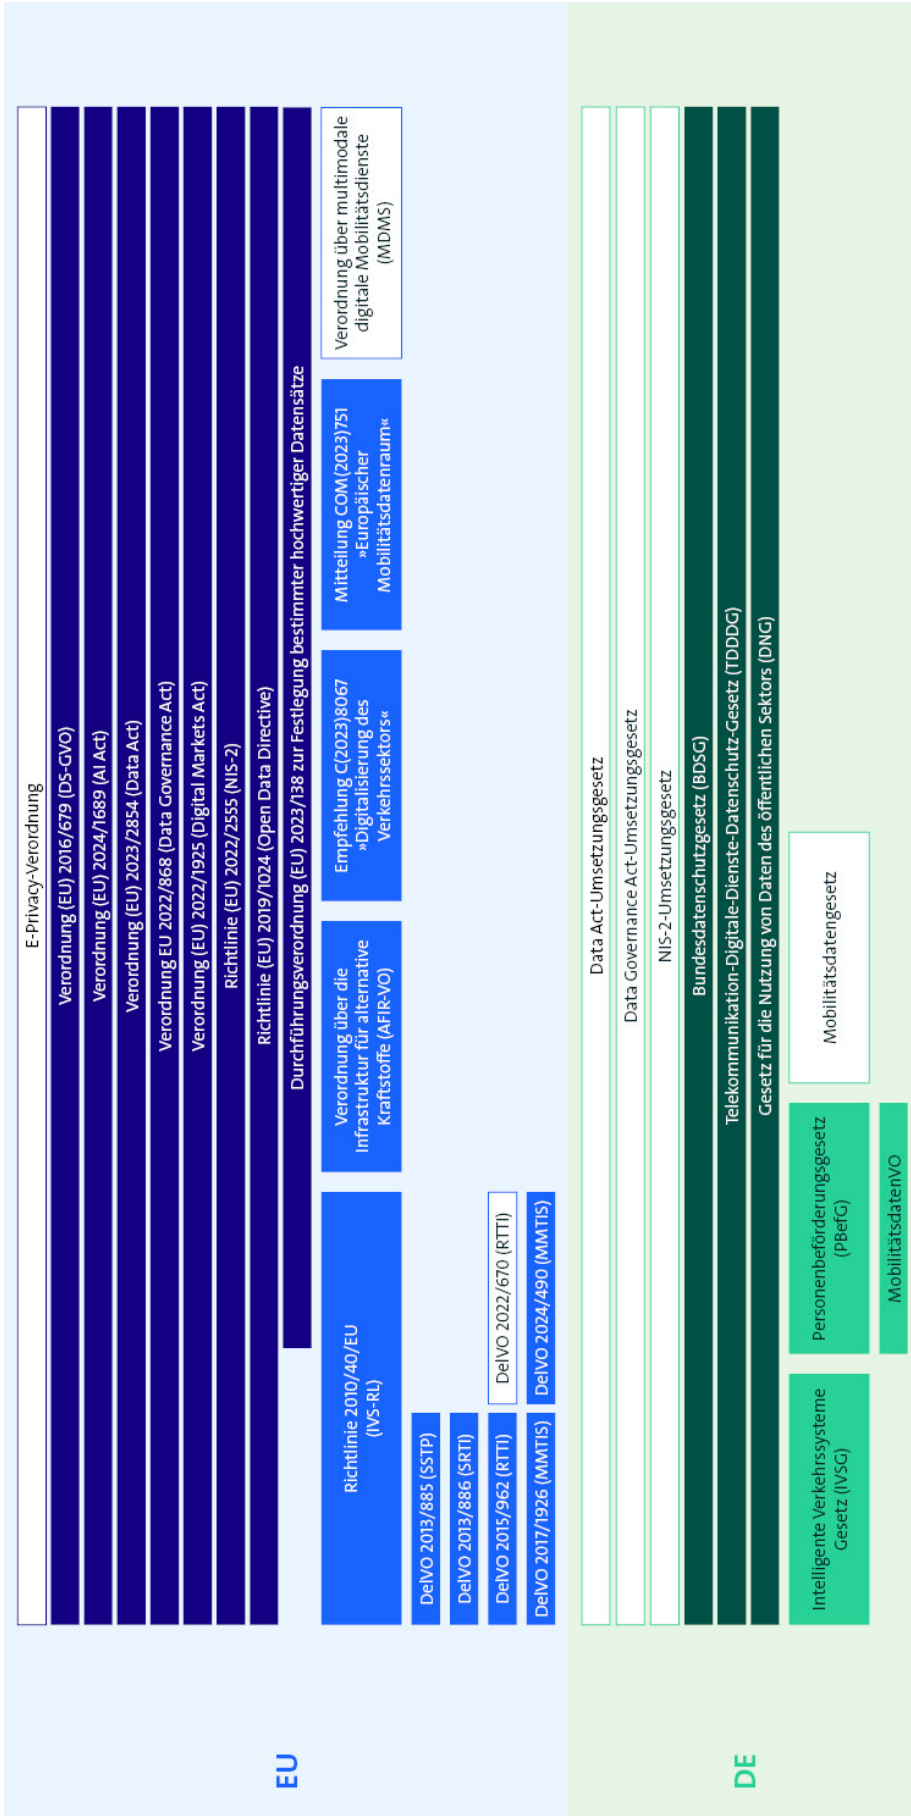 EU
E-Privacy-Verordnung
Verordnung (EU) 2016/679 (DS-GVO)
Verordnung (EU) 2024/1689 (AI Act)
Verordnung (EU) 2023/2854 (Data Act)
Verordnung EU 2022/868 (Data Governance Act)
Verordnung (EU) 2022/1925 (Digital Markets Act)
Richtlinie (EU) 2022/2555 (NIS-2)
Richtlinie (EU) 2019/1024 (Open Data Directive)
Durchführungsverordnung (EU) 2023/138 zur Festlegung bestimmter hochwertiger Datensätze
Richtlinie 2010/40/EU
(IVS-RL)
Verordnung über die
Infrastruktur für alternative
Kraftstoffe (AFIR-VO)
Empfehlung C(2023)8067
»Digitalisierung des
Verkehrssektors«
Mitteilung COM(2023)751
»Europäischer
Mobilitätsdatenraum«
Verordnung über multimodale
digitale Mobilitätsdienste
(MDMS)
DelVO 2013/885 (SSTP)
DelVO 2013/886 (SRTI)
DelVO 2015/962 (RTTI)
DelVO 2022/670 (RTTI)
DelVO 2017/1926 (MMTIS)
DelVO 2024/490 (MMTIS)
DE
Data Act-Umsetzungsgesetz
Data Governance Act-Umsetzungsgesetz
NIS-2-Umsetzungsgesetz
Bundesdatenschutzgesetz (BDSG)
Telekommunikation-Digitale-Dienste-Datenschutz-Gesetz (TDDDG)
Gesetz für die Nutzung von Daten des öffentlichen Sektors (DNG)
Intelligente Verkehrssysteme
Gesetz (IVSG)
Personenbeförderungsgesetz
(PBefG)
Mobilitätsdatengesetz
MobilitätsdatenVO